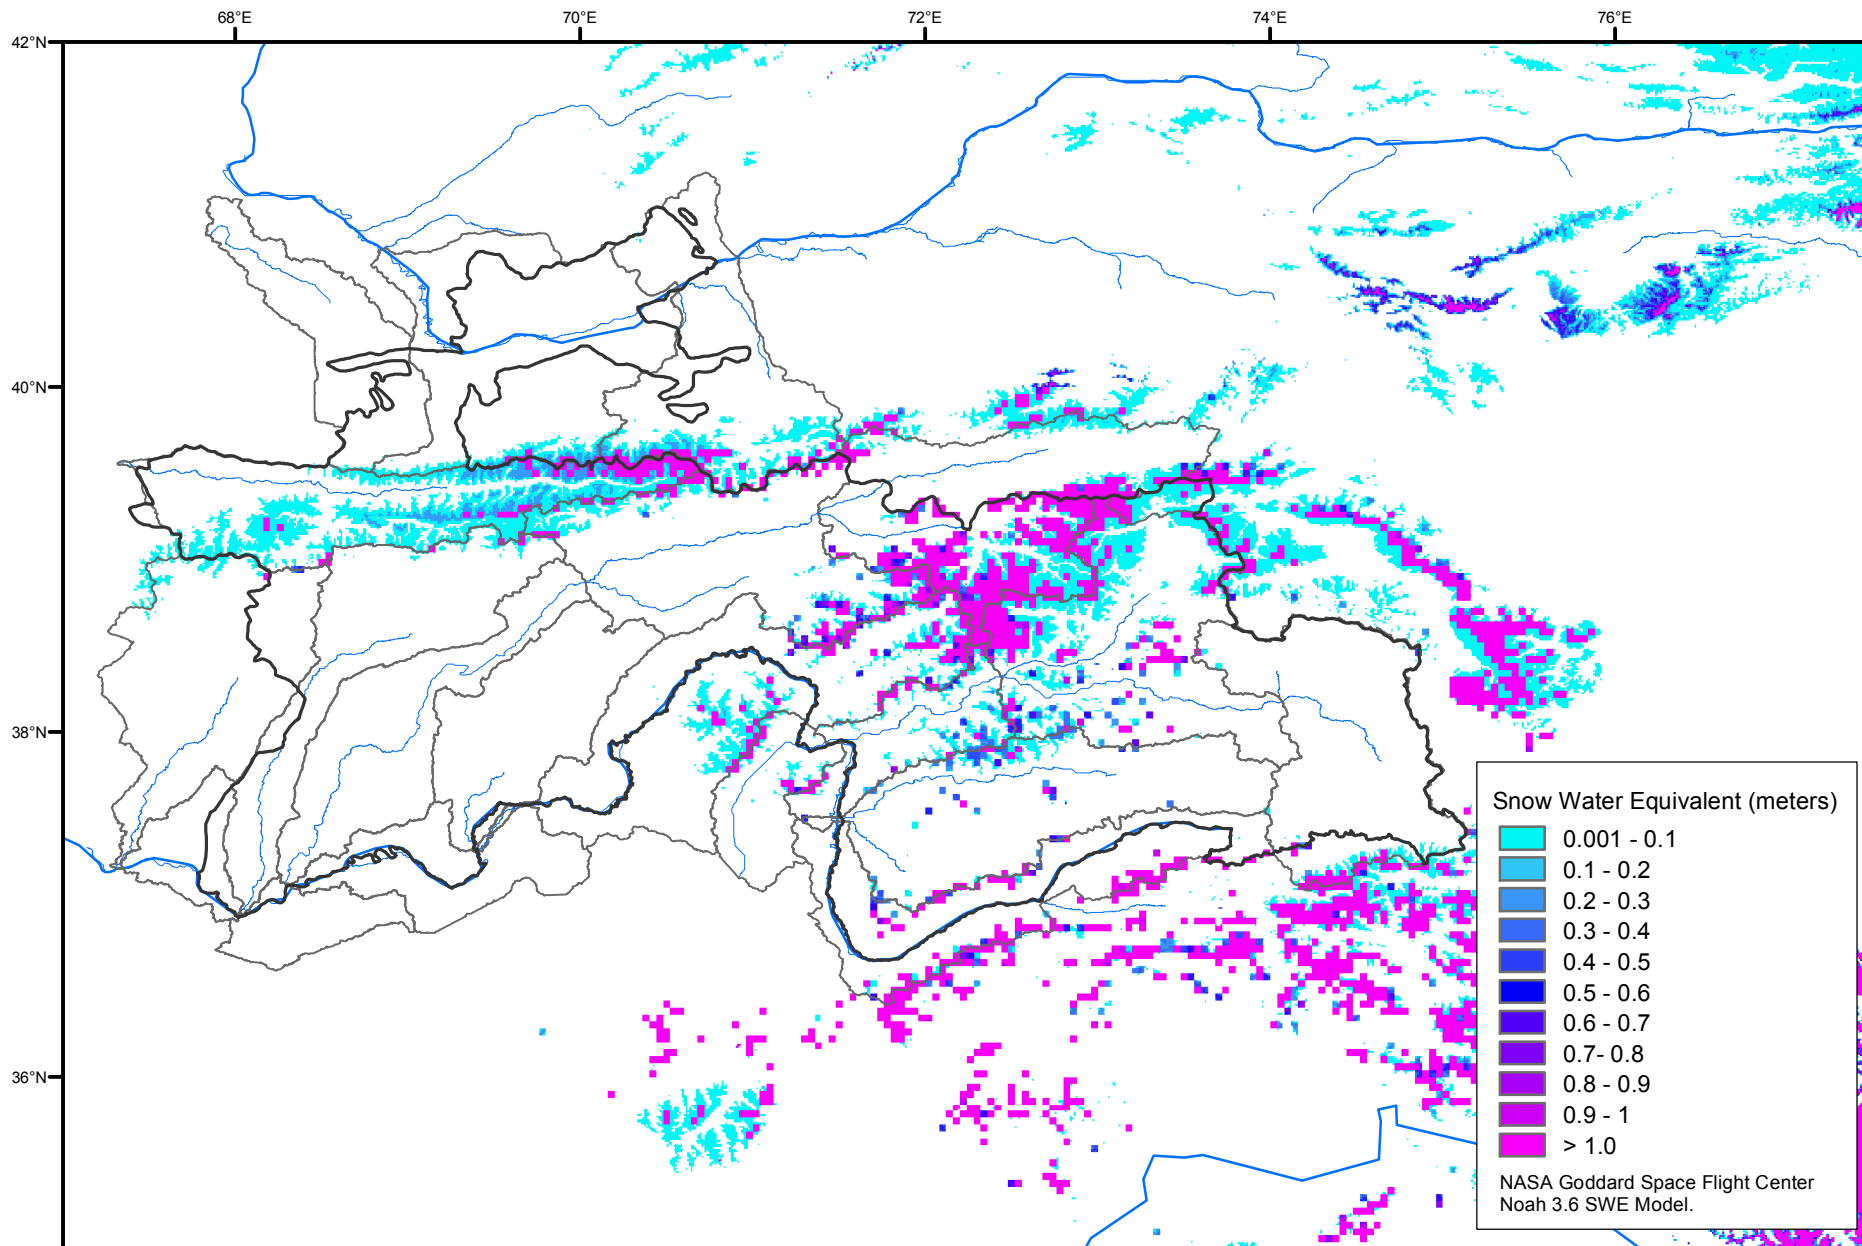 68°E
70°E
72°E
74°E
76°E
42°N
40°N
38°N
36°N
Snow Water Equivalent (meters)
0.001 - 0.1
0.1 - 0.2
0.2 - 0.3
0.3 - 0.4
0.4 - 0.5
0.5 - 0.6
0.6 - 0.7
0.7- 0.8
0.8 - 0.9
0.9 - 1
> 1.0
NASA Goddard Space Flight Center
Noah 3.6 SWE Model.